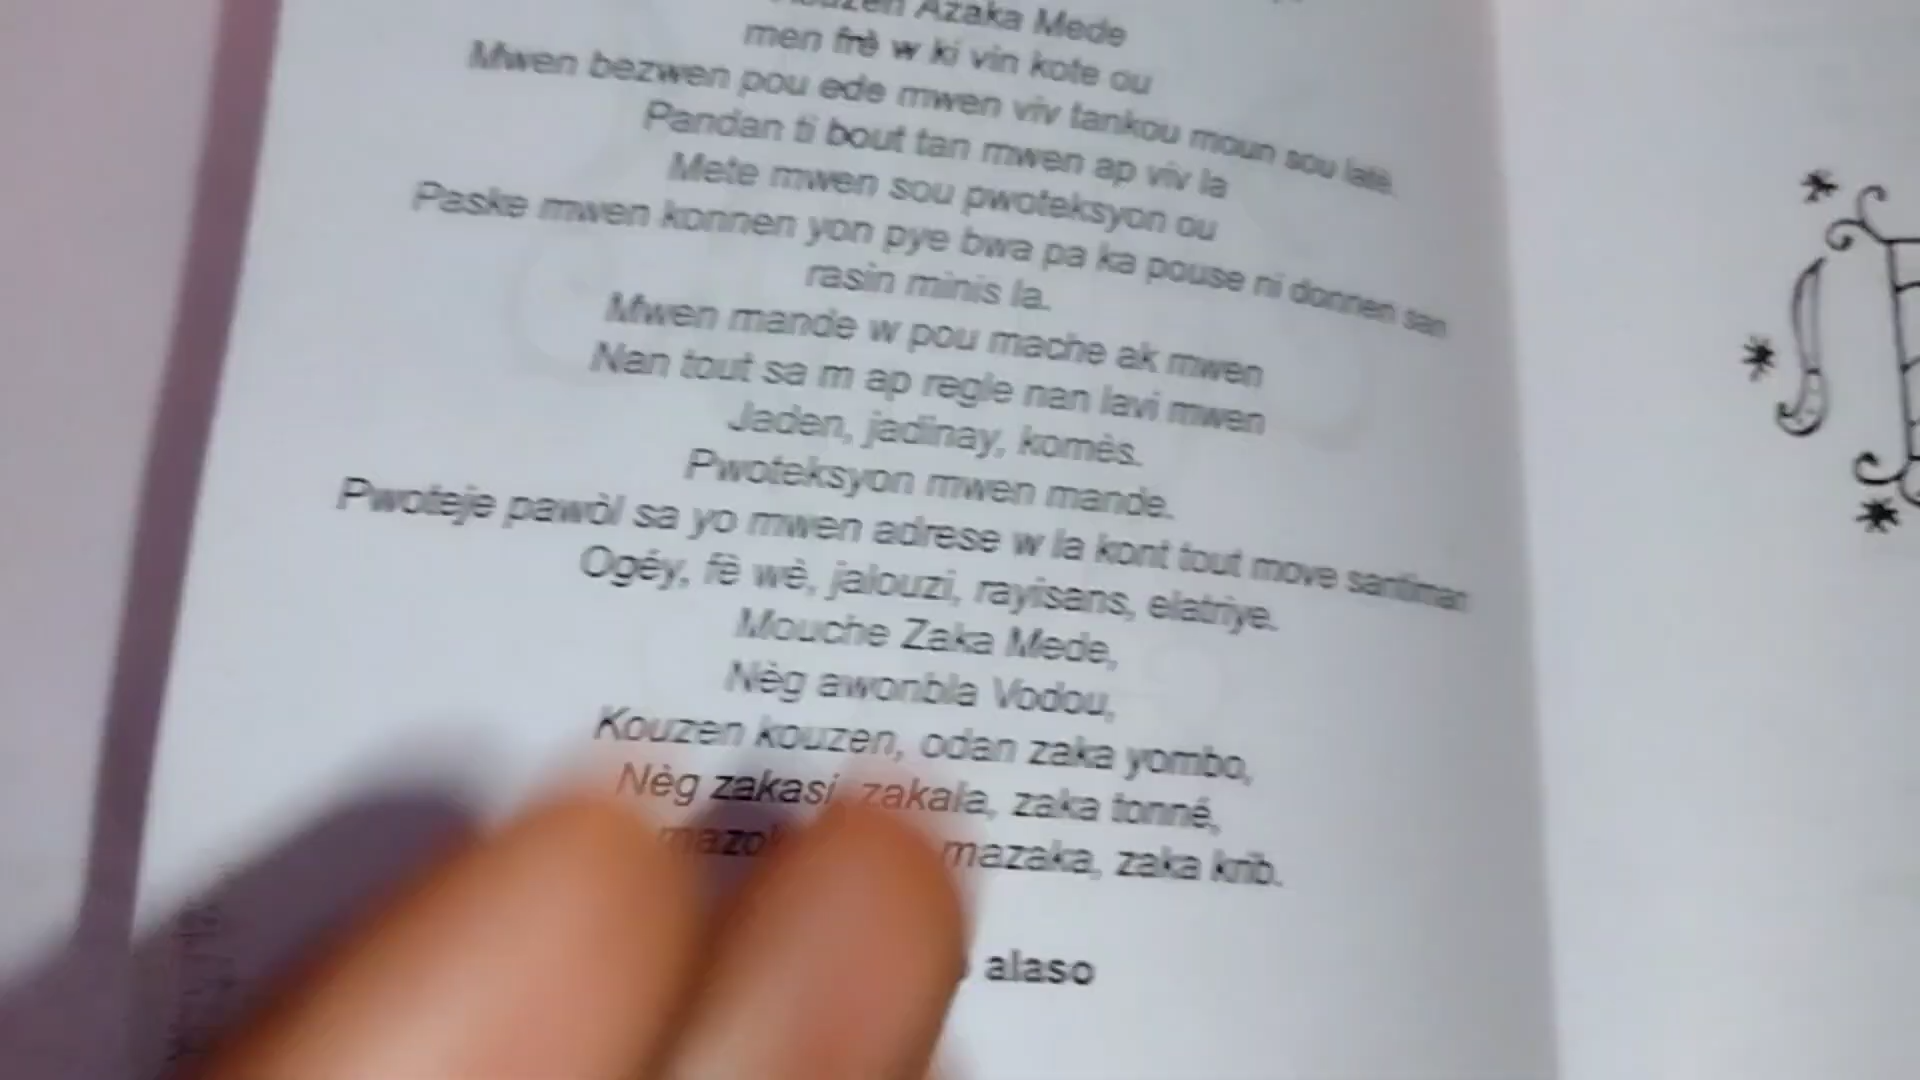 Kouzen Azaka Mede
men frè w ki vin kote ou
Mwen bezwen pou ede mwen viv tankou moun sou latè.
Pandan ti bout tan mwen ap viv la
Mete mwen sou pwoteksyon ou
Paske mwen konnen yon pye bwa pa ka pouse ni donnen san
rasin minis la.
Mwen mande w pou mache ak mwen
Nan tout sa m ap regle nan lavi mwen
Jaden, jadinay, komès.
Pwoteksyon mwen mande.
Pwoteje pawòl sa yo mwen adrese w la kont tout move santiman
Ogéy, fè wè, jalouzi, rayisans, elatriye.
Mouche Zaka Mede,
Nèg awonbla Vodou,
Kouzen kouzen, odan zaka yombo,
Nèg zakasi, zakala, zaka tonné,
mazaka, zaka krib.
alaso